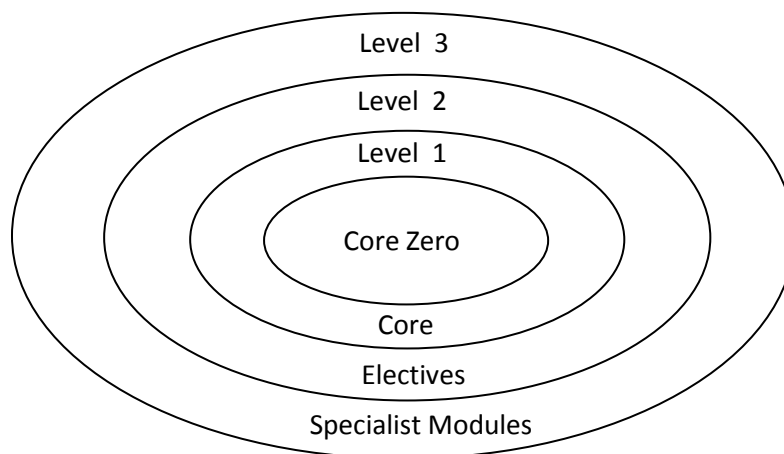 Level 3
Level 2
Level 1
Core Zero
Core
Electives
Specialist Modules